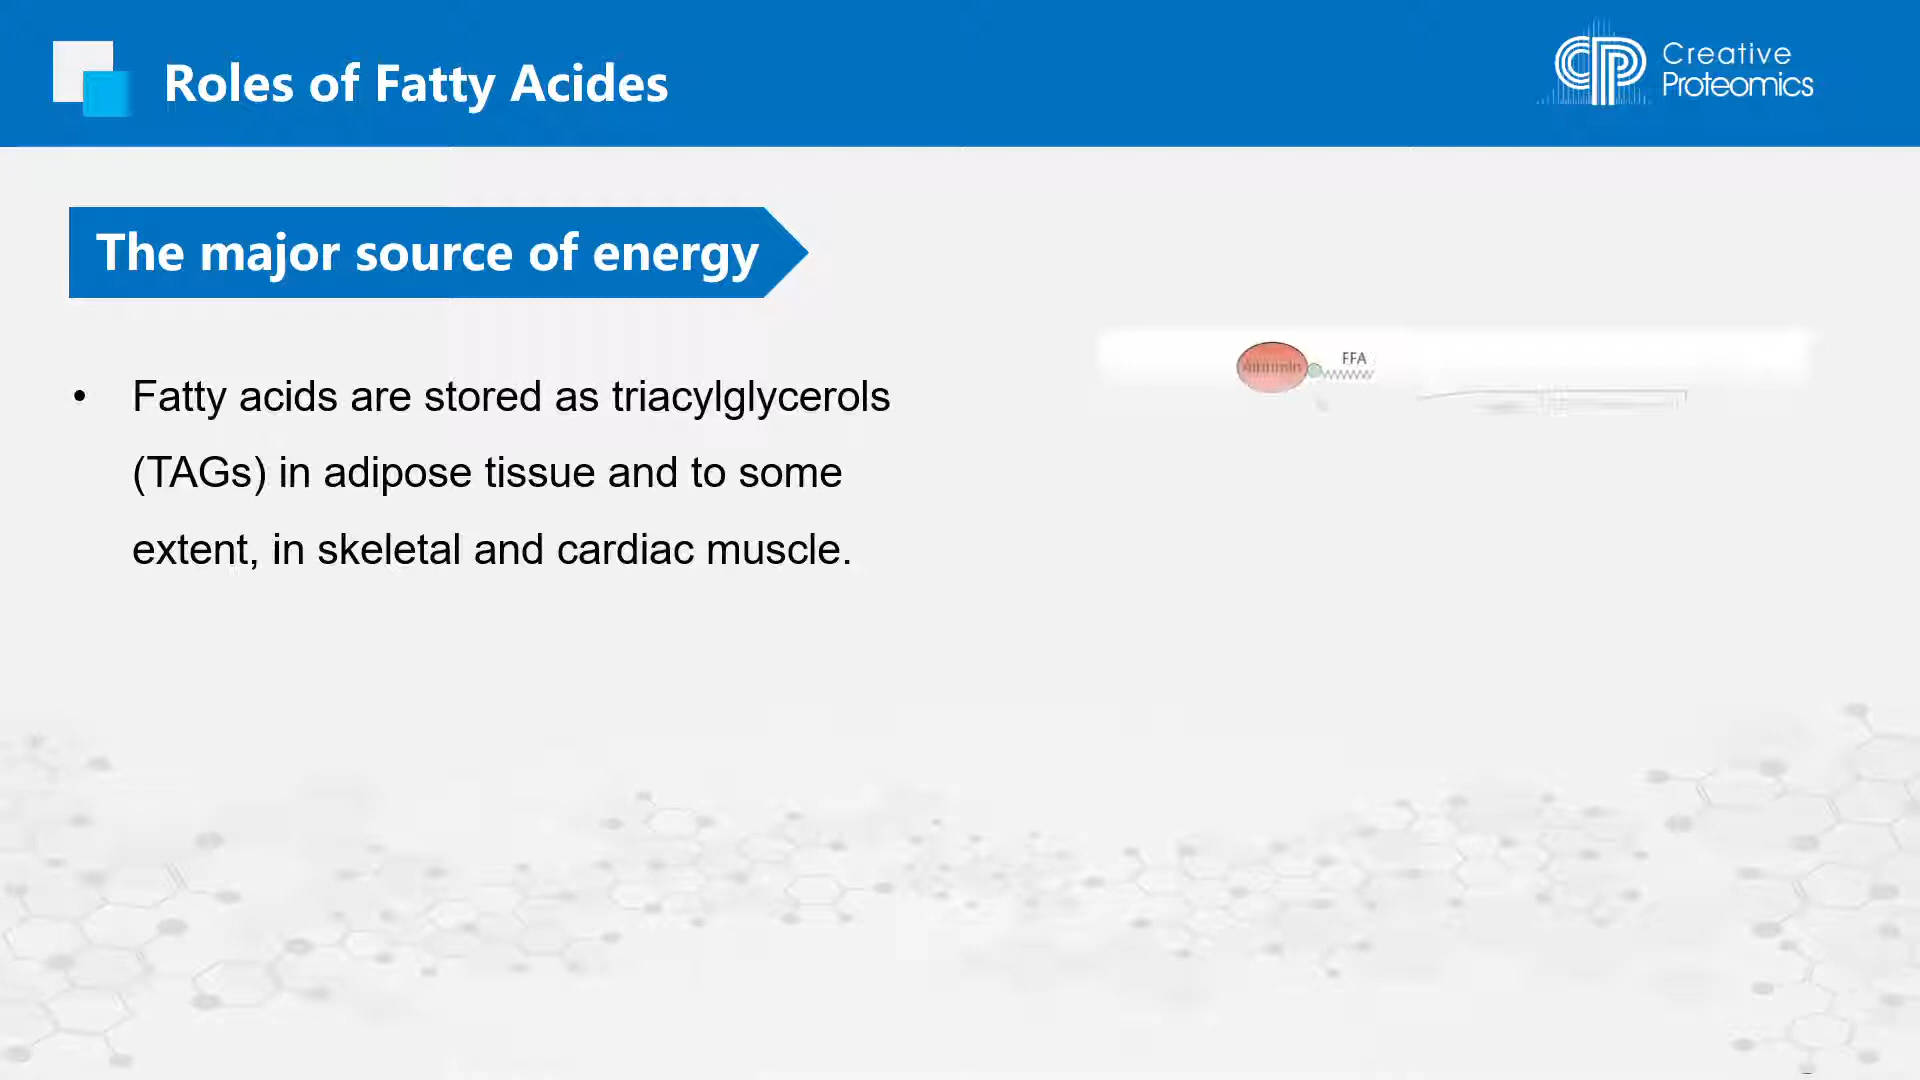 Roles of Fatty Acides
Creative
Proteomics
The major source of energy
• Fatty acids are stored as triacylglycerols
(TAGs) in adipose tissue and to some
extent, in skeletal and cardiac muscle.
FFA